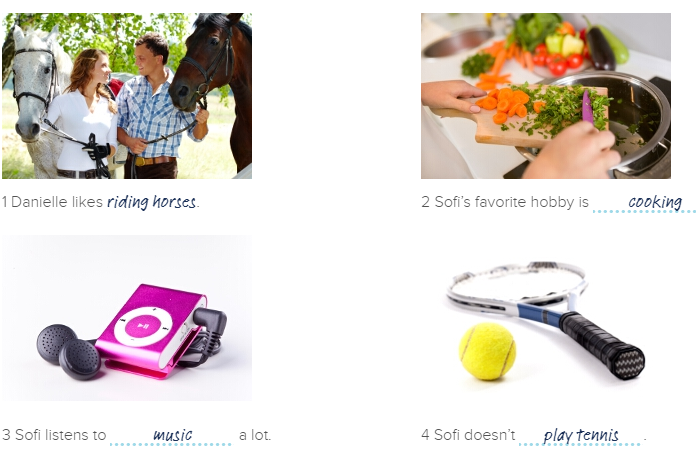 1 Danielle likes riding horses.
2 Sofi's favorite hobby is cooking
3 Sofi listens to music a lot.
4 Sofi doesn't play tennis.